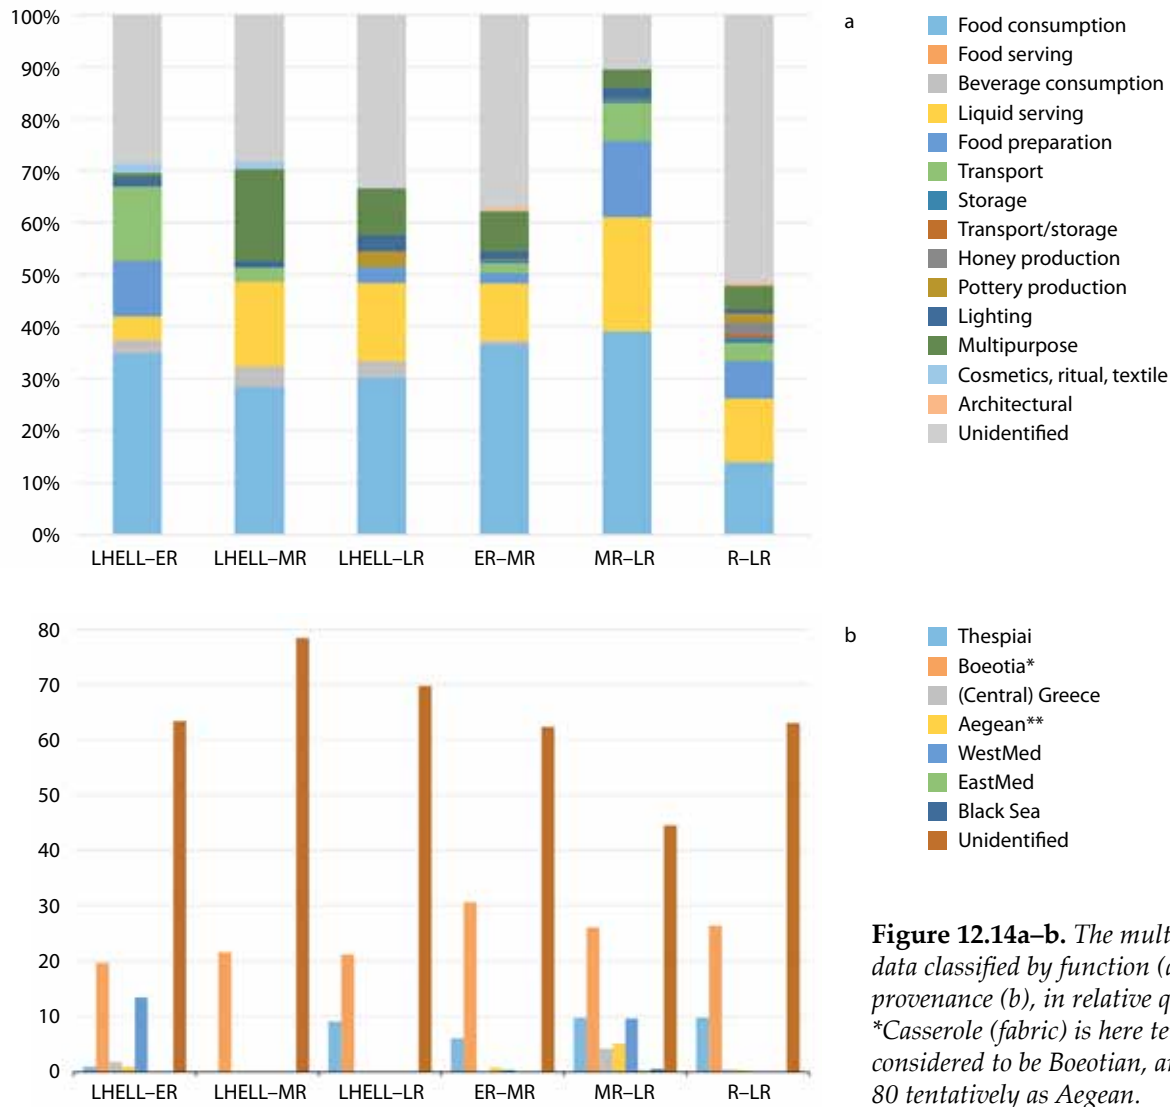 100%
90%
80%
70%
60%
50%
40%
30%
20%
10%
0%
LHELL–ER LHELL–MR LHELL–LR ER–MR MR–LR R–LR
a
Food consumption
Food serving
Beverage consumption
Liquid serving
Food preparation
Transport
Storage
Transport/storage
Honey production
Pottery production
Lighting
Multipurpose
Cosmetics, ritual, textile
Architectural
Unidentified
80
70
60
50
40
30
20
10
0
LHELL–ER LHELL–MR LHELL–LR ER–MR MR–LR R–LR
b
Thespiai
Boeotia*
(Central) Greece
Aegean**
WestMed
EastMed
Black Sea
Unidentified
Figure 12.14a–b. The mult
data classified by function (
provenance (b), in relative q
*Casserole (fabric) is here te
considered to be Boeotian, a
80 tentatively as Aegean.